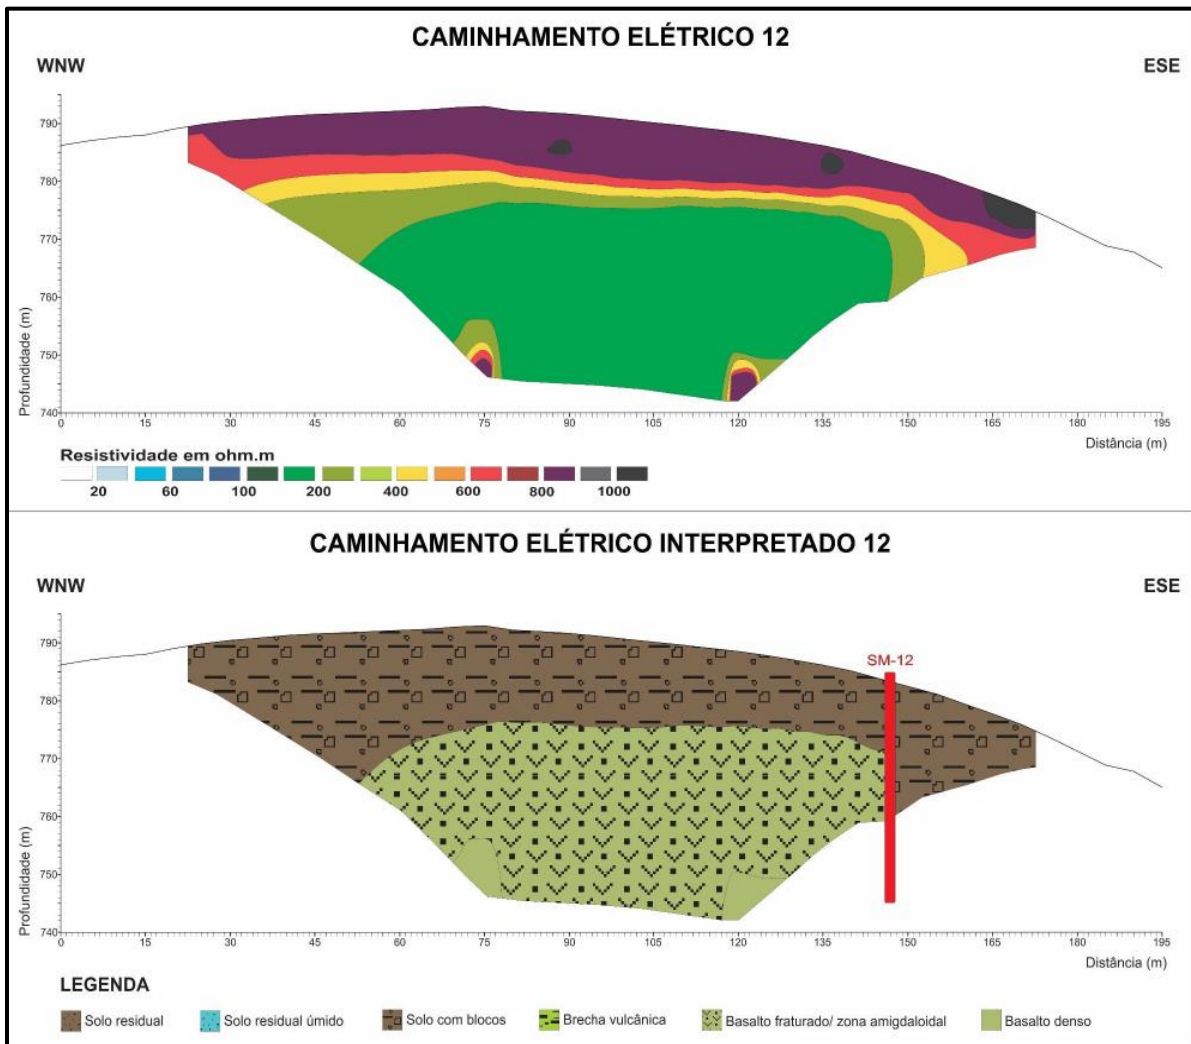 CAMINHAMENTO ELÉTRICO 12
WNW ESE
790
780
770
760
750
740
Profundidade (m)
0 15 30 45 60 75 90 105 120 135 150 165 180 195
Distância (m)
Resistividade em ohm.m
20 60 100 200 400 600 800 1000
CAMINHAMENTO ELÉTRICO INTERPRETADO 12
WNW ESE
790
SM-12
780
770
760
750
740
Profundidade (m)
0 15 30 45 60 75 90 105 120 135 150 165 180 195
Distância (m)
LEGENDA
Solo residual Solo residual úmido Solo com blocos Brecha vulcânica Basalto fraturado/ zona amigdaloidal Basalto denso